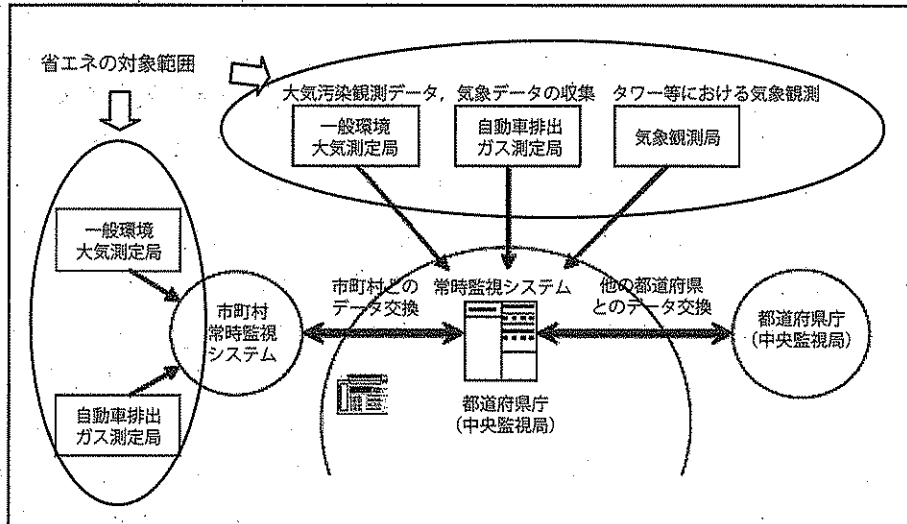 省エネの対象範囲
大気汚染観測データ，気象データの収集
タワー等における気象観測
一般環境
大気測定局
自動車排出
ガス測定局
気象観測局
一般環境
大気測定局
自動車排出
ガス測定局
市町村
常時監視
システム
市町村との
データ交換
常時監視システム
都道府県庁
（中央監視局）
他の都道府県
とのデータ交換
都道府県庁
（中央監視局）